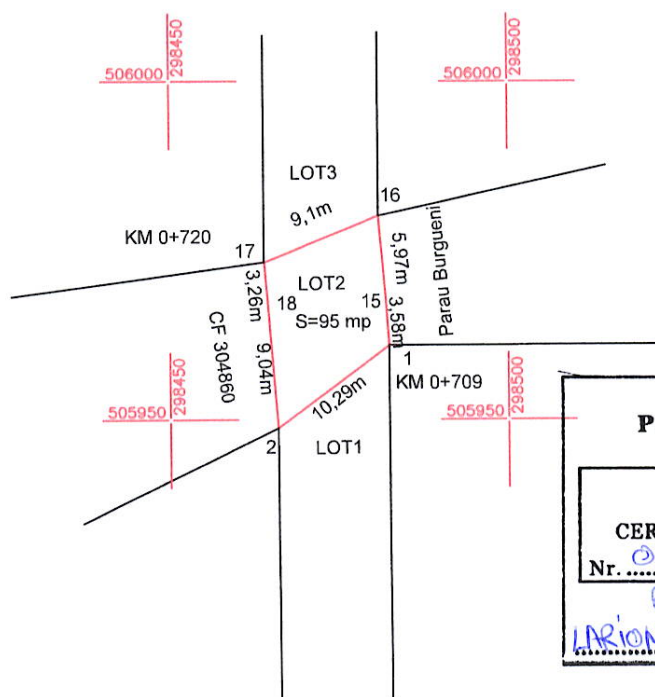 298450
506000
298500
506000
LOT3
16
9,1m
KM 0+720
17
5,97m
Parau Burgueni
3,26m
LOT2
18
15
S=95 mp
3,58m
CF 304860
9,04m
1
10,29m
KM 0+709
298450
505950
298500
505950
2
LOT1
P
CER
Nr.
LARION